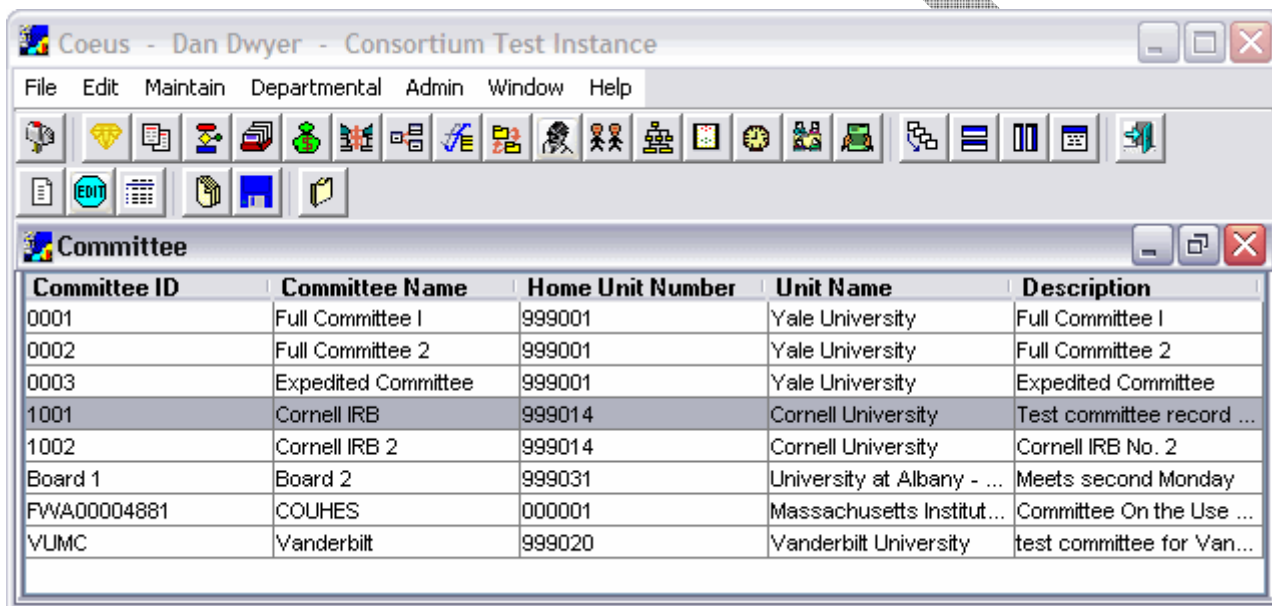 Coeus - Dan Dwyer - Consortium Test Instance
File Edit Maintain Departmental Admin Window Help
EDIT
Committee
Committee ID Committee Name Home Unit Number Unit Name Description
0001 Full Committee I 999001 Yale University Full Committee I
0002 Full Committee 2 999001 Yale University Full Committee 2
0003 Expedited Committee 999001 Yale University Expedited Committee
1001 Cornell IRB 999014 Cornell University Test committee record ...
1002 Cornell IRB 2 999014 Cornell University Cornell IRB No. 2
Board 1 Board 2 999031 University at Albany - ... Meets second Monday
FWA00004881 COUHES 000001 Massachusetts Institut... Committee On the Use ...
VUMC Vanderbilt 999020 Vanderbilt University test committee for Van...